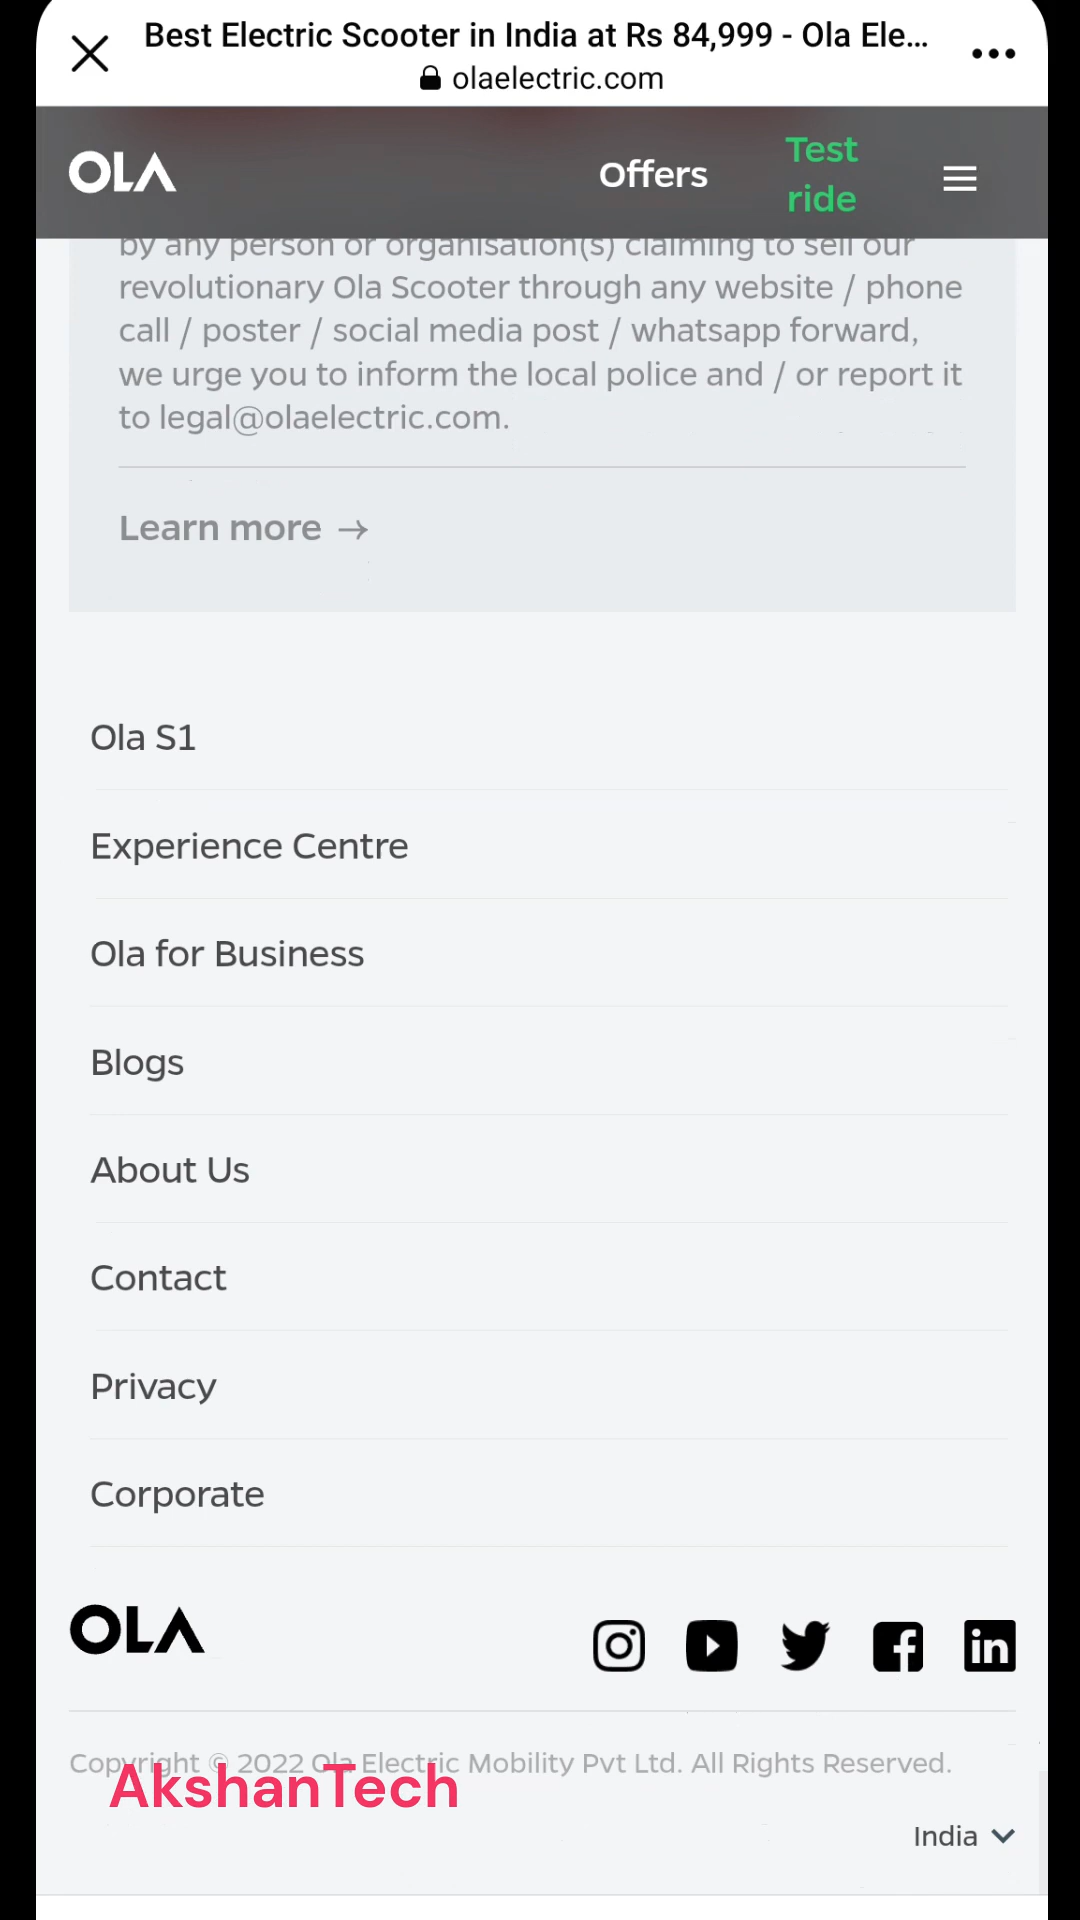 Best Electric Scooter in India at Rs 84,999 - Ola Ele...
olaelectric.com
OLA
Offers
Test
ride
by any person or organisation(s) claiming to sell our
revolutionary Ola Scooter through any website / phone
call / poster / social media post / whatsapp forward,
we urge you to inform the local police and / or report it
to legal@olaelectric.com.
Learn more →
Ola S1
Experience Centre
Ola for Business
Blogs
About Us
Contact
Privacy
Corporate
OLA
Copyright © 2022 Ola Electric Mobility Pvt Ltd. All Rights Reserved.
AkshanTech
India